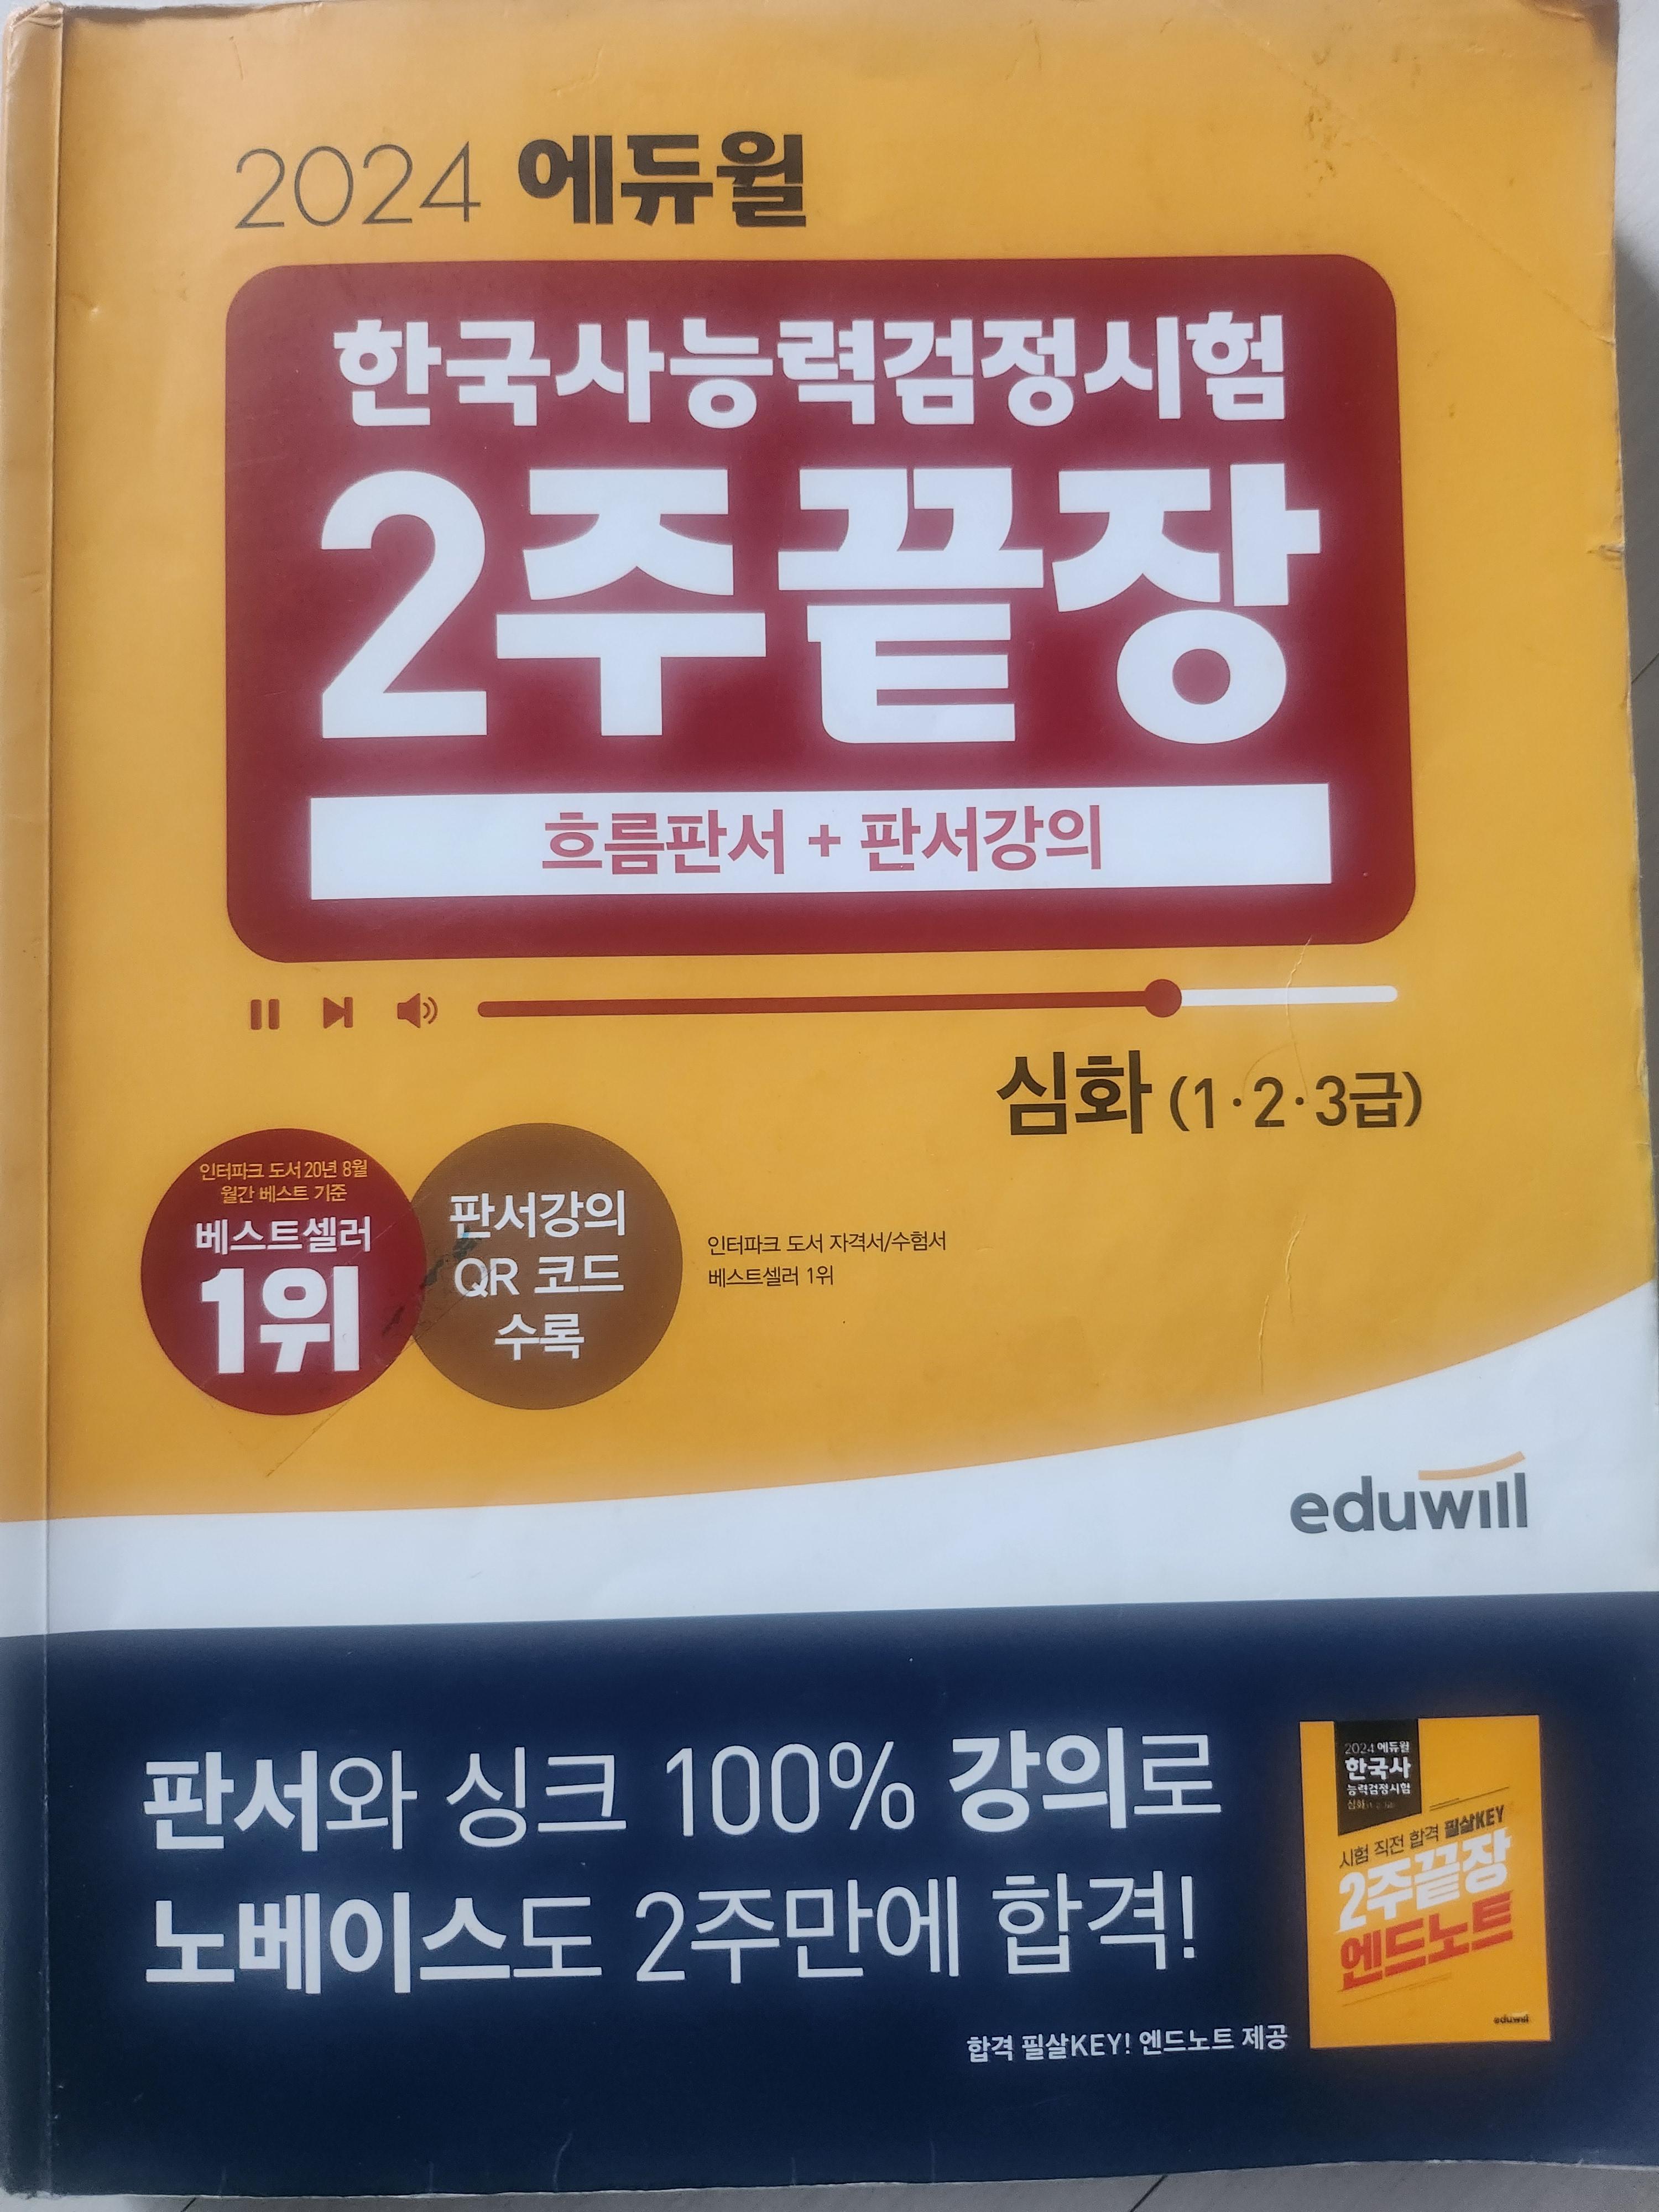 2024 에듀윌
한국사능력검정시험
2주끝장
흐름판서 + 판서강의
심화 (1·2·3급)
인터파크 도서 20년 8월
월간 베스트 기준
베스트셀러
1위
판서강의
QR 코드
수록
인터파크 도서 자격서/수험서
베스트셀러 1위
eduwill
판서와 싱크 100% 강의로
노베이스도 2주만에 합격!
합격 필살KEY! 엔드노트 제공
2024 에듀윌
한국사
능력검정시험
심화
시험 직전 합격 필살KEY
2주끝장
엔드노트
eduwill